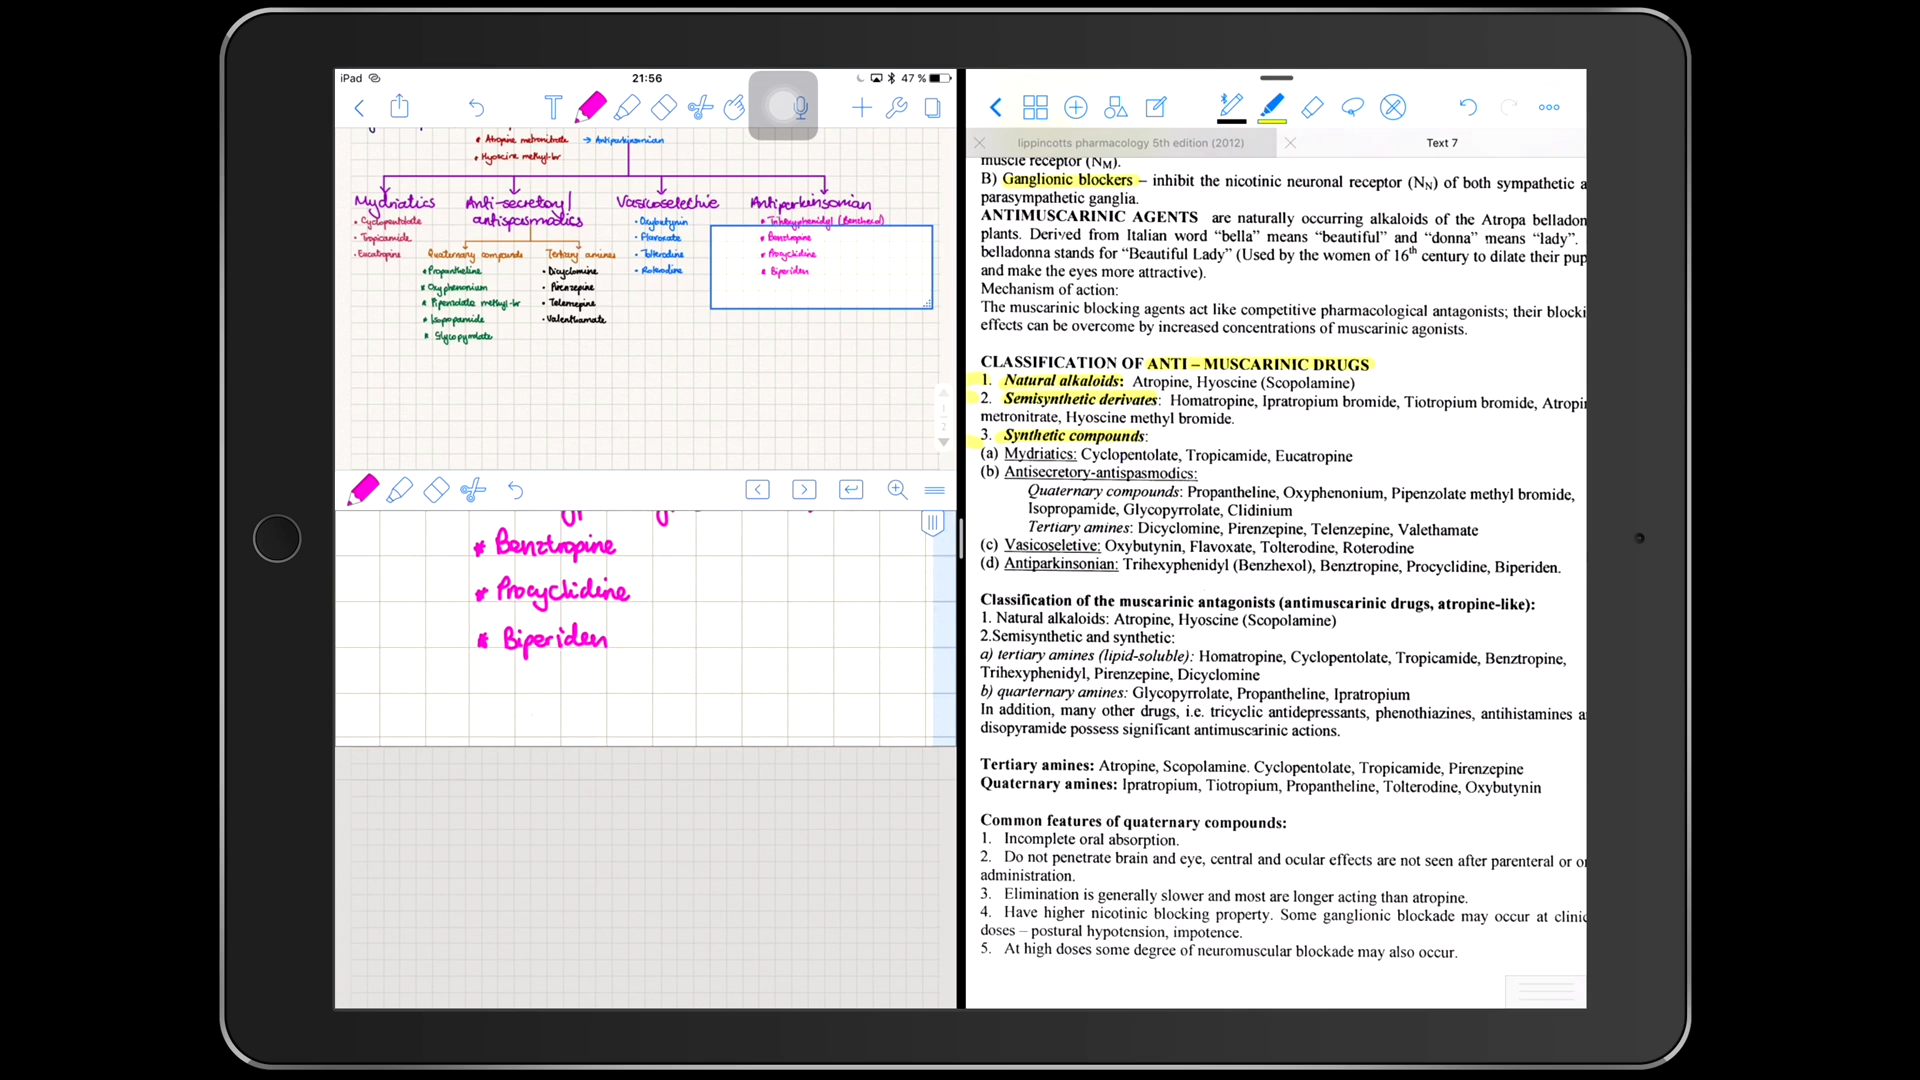 iPad
21:56
47 %
* Atropine metronitrate → Antiparkinsonian
* Hyoscine methyl-br
Mydriatics
• Cyclopentolate
• Tropicamide
• Eucatropine
Anti-secretory/
antispasmodics
Quaternary compounds
* Propantheline
* Oxyphenonium
* Pipenzolate methyl-br
* Isopropamide
* Glycopyrrolate
Tertiary amines
• Dicyclomine
• Pirenzepine
• Telenzepine
• Valenthamate
Vasicoselective
• Oxybutynin
• Flavoxate
• Tolterodine
• Roterodine
Antiparkinsonian
* Trihexyphenidyl (Benzhexol)
* Benztropine
* Procyclidine
* Biperiden
1
2
* Benztropine
* Procyclidine
* Biperiden
lippincotts pharmacology 5th edition (2012)
Text 7
muscle receptor (NM).
B) Ganglionic blockers – inhibit the nicotinic neuronal receptor (NN) of both sympathetic a
parasympathetic ganglia.
ANTIMUSCARINIC AGENTS are naturally occurring alkaloids of the Atropa belladon
plants. Derived from Italian word “bella” means “beautiful” and “donna” means “lady”.
belladonna stands for “Beautiful Lady” (Used by the women of 16th century to dilate their pup
and make the eyes more attractive).
Mechanism of action:
The muscarinic blocking agents act like competitive pharmacological antagonists; their blocki
effects can be overcome by increased concentrations of muscarinic agonists.
CLASSIFICATION OF ANTI – MUSCARINIC DRUGS
1. Natural alkaloids: Atropine, Hyoscine (Scopolamine)
2. Semisynthetic derivates: Homatropine, Ipratropium bromide, Tiotropium bromide, Atropin
metronitrate, Hyoscine methyl bromide.
3. Synthetic compounds:
(a) Mydriatics: Cyclopentolate, Tropicamide, Eucatropine
(b) Antisecretory-antispasmodics:
Quaternary compounds: Propantheline, Oxyphenonium, Pipenzolate methyl bromide,
Isopropamide, Glycopyrrolate, Clidinium
Tertiary amines: Dicyclomine, Pirenzepine, Telenzepine, Valethamate
(c) Vasicoseletive: Oxybutynin, Flavoxate, Tolterodine, Roterodine
(d) Antiparkinsonian: Trihexyphenidyl (Benzhexol), Benztropine, Procyclidine, Biperiden.
Classification of the muscarinic antagonists (antimuscarinic drugs, atropine-like):
1. Natural alkaloids: Atropine, Hyoscine (Scopolamine)
2.Semisynthetic and synthetic:
a) tertiary amines (lipid-soluble): Homatropine, Cyclopentolate, Tropicamide, Benztropine,
Trihexyphenidyl, Pirenzepine, Dicyclomine
b) quarternary amines: Glycopyrrolate, Propantheline, Ipratropium
In addition, many other drugs, i.e. tricyclic antidepressants, phenothiazines, antihistamines a
disopyramide possess significant antimuscarinic actions.
Tertiary amines: Atropine, Scopolamine. Cyclopentolate, Tropicamide, Pirenzepine
Quaternary amines: Ipratropium, Tiotropium, Propantheline, Tolterodine, Oxybutynin
Common features of quaternary compounds:
1. Incomplete oral absorption.
2. Do not penetrate brain and eye, central and ocular effects are not seen after parenteral or o
administration.
3. Elimination is generally slower and most are longer acting than atropine.
4. Have higher nicotinic blocking property. Some ganglionic blockade may occur at clinic
doses – postural hypotension, impotence.
5. At high doses some degree of neuromuscular blockade may also occur.